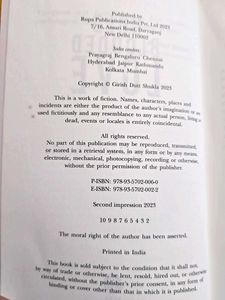 Published by
Rupa Publications India Pvt. Ltd 2023
7/16, Ansari Road, Daryaganj
New Delhi 110002
Sales centres:
Prayagraj Bengaluru Chennai
Hyderabad Jaipur Kathmandu
Kolkata Mumbai
Copyright © Girish Dutt Shukla 2023
This is a work of fiction. Names, characters, places and
incidents are either the product of the author's imagination or are
used fictitiously and any resemblance to any actual person, living or
dead, events or locales is entirely coincidental.
All rights reserved.
No part of this publication may be reproduced, transmitted,
or stored in a retrieval system, in any form or by any means,
electronic, mechanical, photocopying, recording or otherwise,
without the prior permission of the publisher.
P-ISBN: 978-93-5702-006-0
E-ISBN: 978-93-5702-002-2
Second impression 2023
10 9 8 7 6 5 4 3 2
The moral right of the author has been asserted.
Printed in India
This book is sold subject to the condition that it shall not,
by way of trade or otherwise, be lent, resold, hired out, or otherwise
circulated, without the publisher's prior consent, in any form of
binding or cover other than that in which it is published.